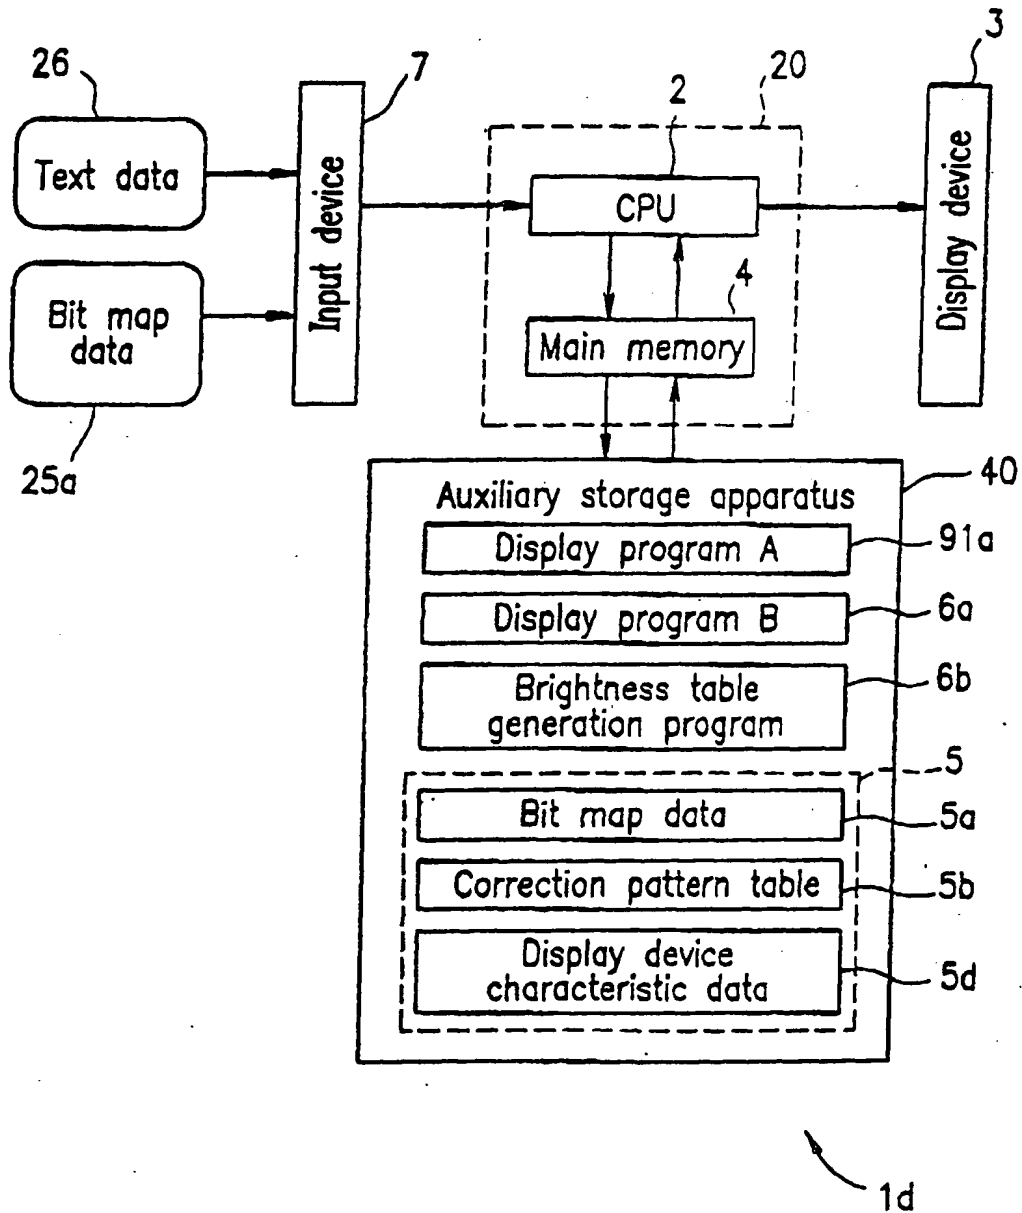 26
7
2
20
3
Text data
Input device
CPU
Display device
Bit map
data
4
Main memory
25a
40
Auxiliary storage apparatus
Display program A
91a
Display program B
6a
Brightness table
generation program
6b
5
Bit map data
5a
Correction pattern table
5b
Display device
characteristic data
5d
1d